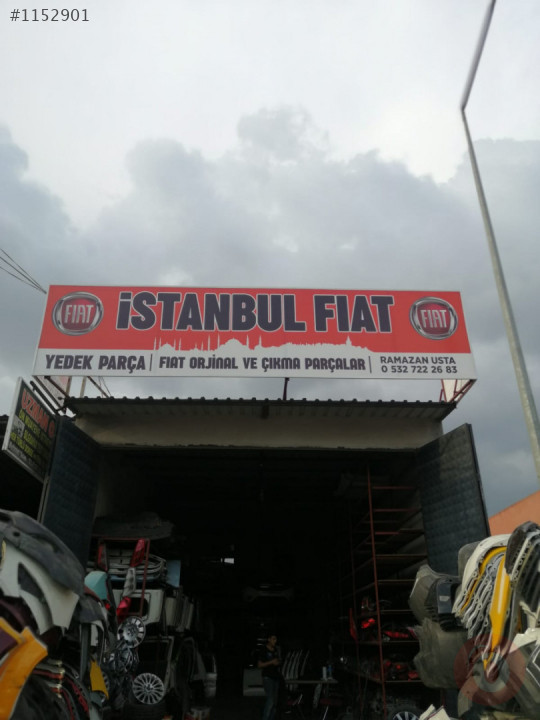 #1152901
FIAT
İSTANBUL FIAT
FIAT
YEDEK PARÇA | FIAT ORJİNAL VE ÇIKMA PARÇALAR |
RAMAZAN USTA
0 532 722 26 83